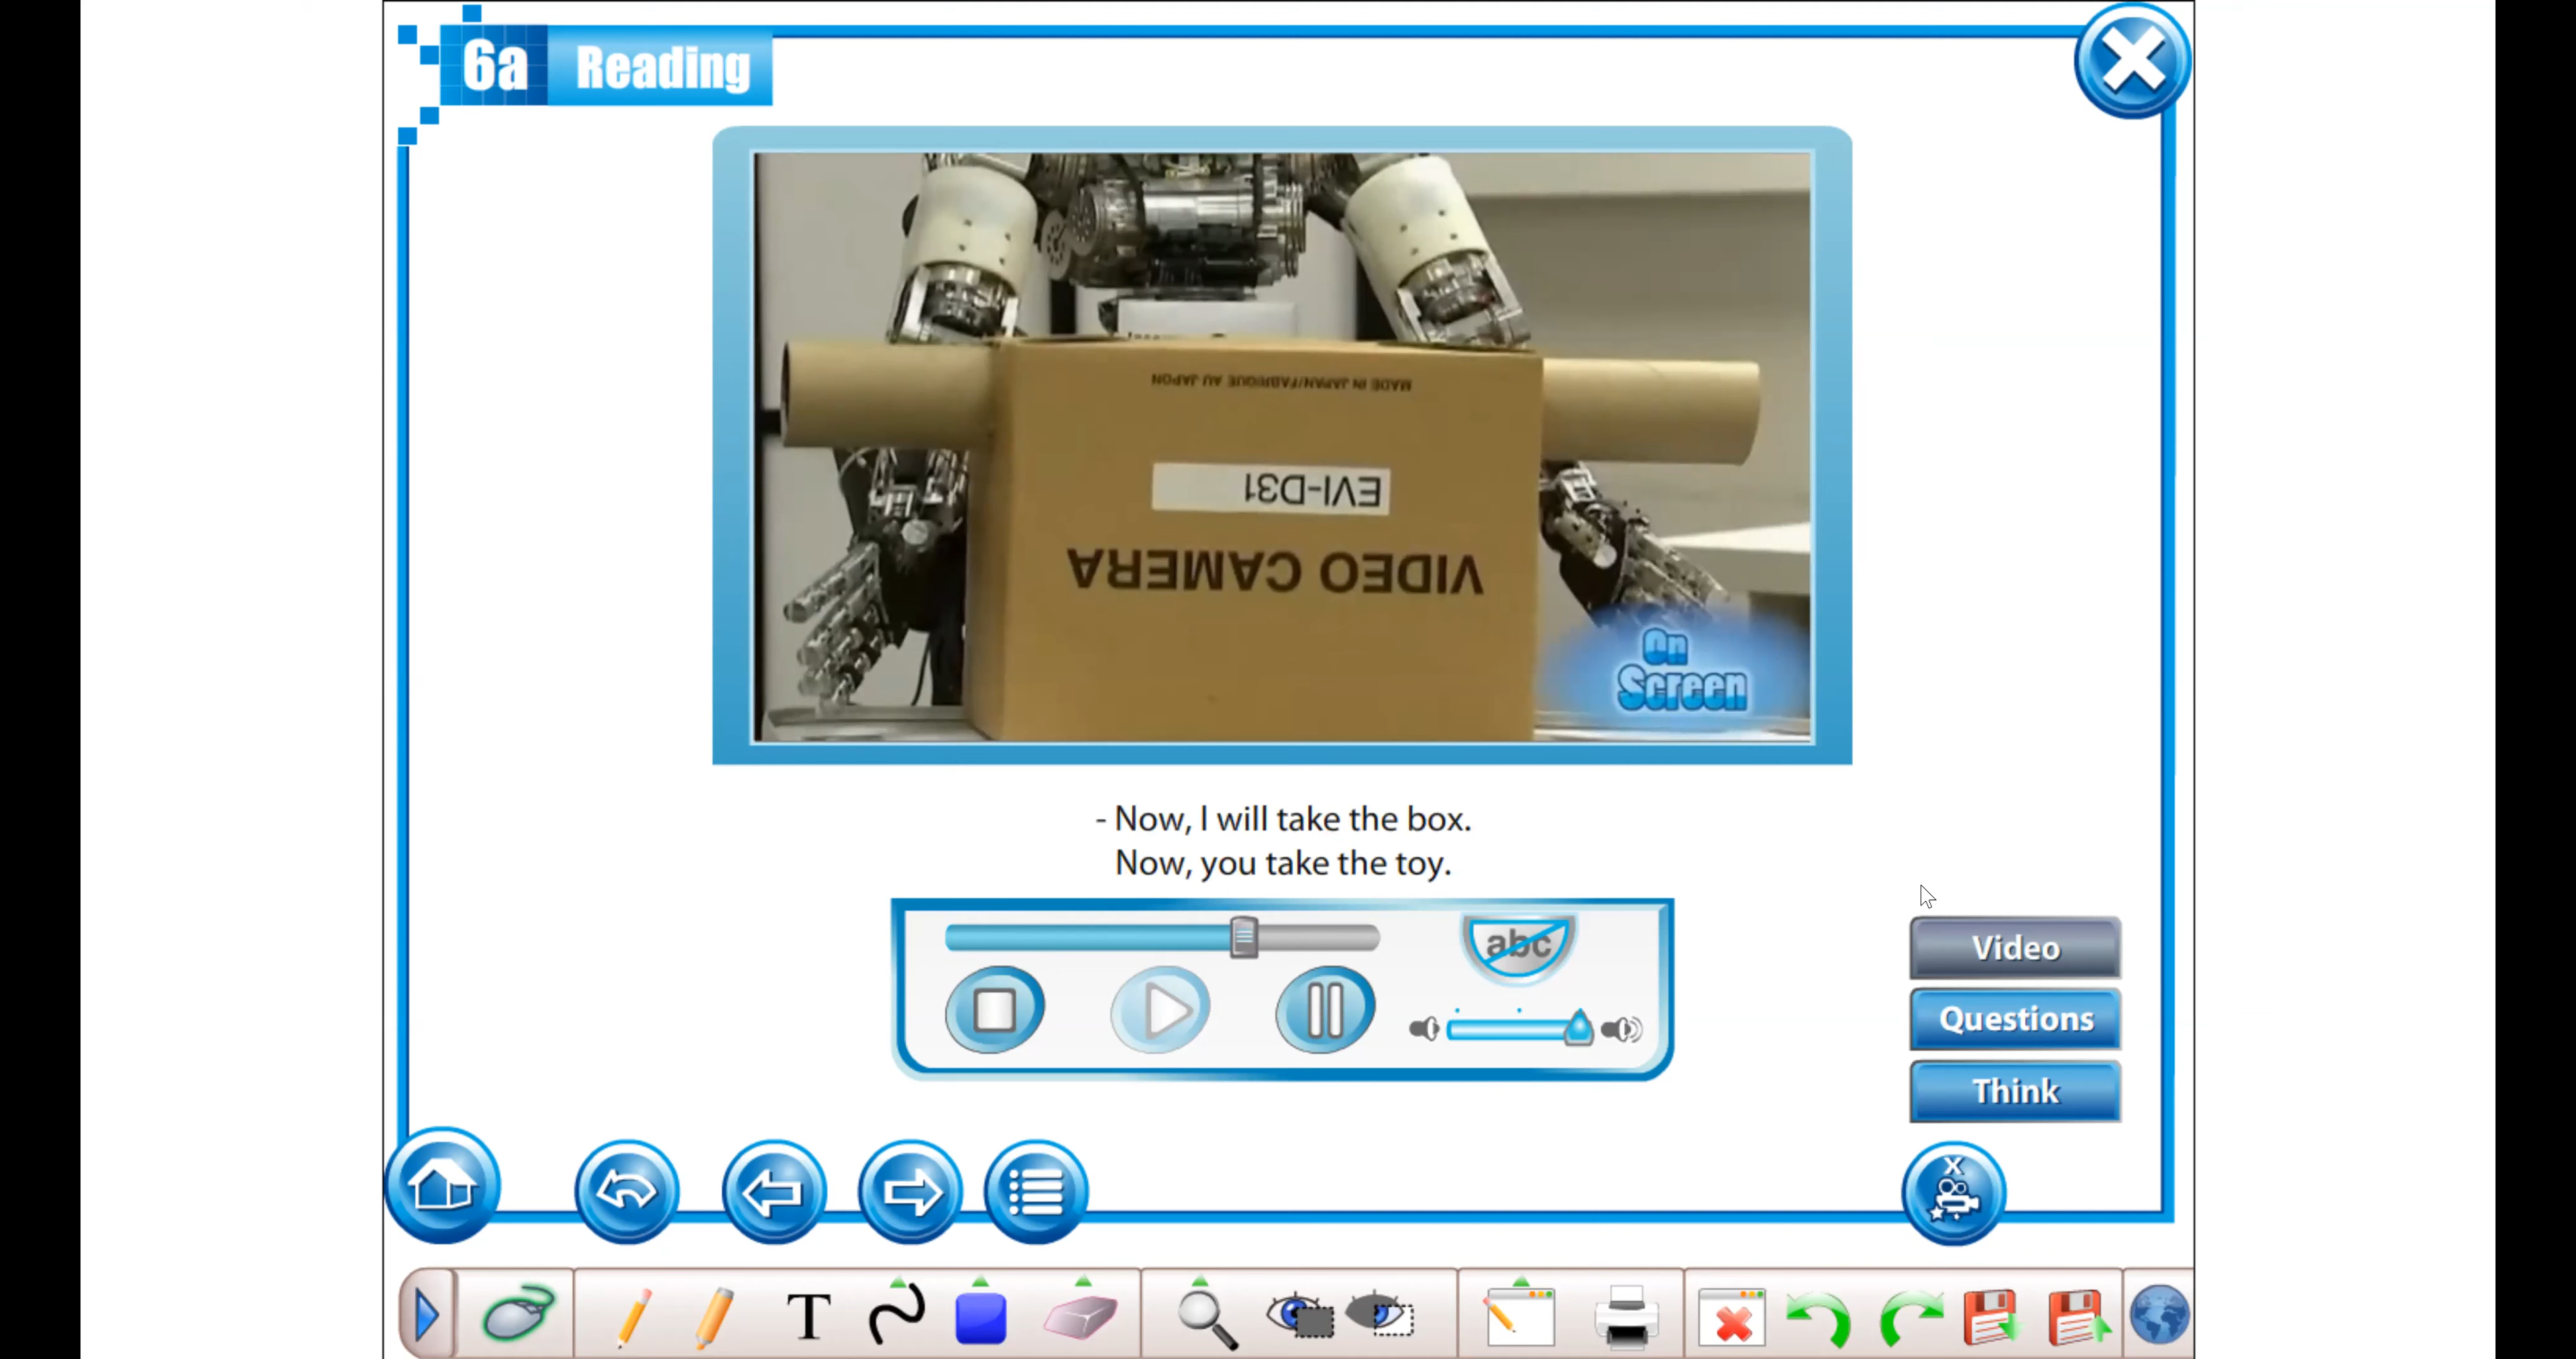 6a Reading
MADE IN JAPAN/FABRIQUE AU JAPON
EVI-D31
VIDEO CAMERA
On
Screen
- Now, I will take the box.
Now, you take the toy.
abc
Video
Questions
Think
X
T